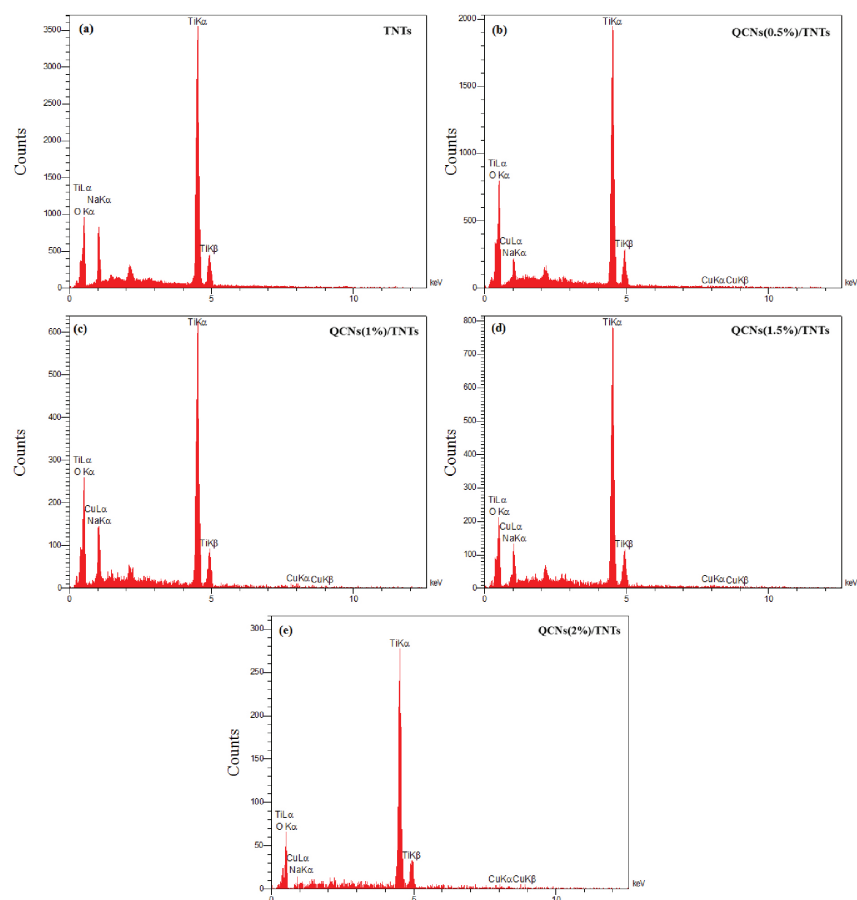 (a)
TNTs
TiKα
3500
3000
2500
2000
1500
1000
500
0
Counts
TiLα
O Kα
NaKα
TiKβ
0
5
10
keV
(b)
QCNs(0.5%)/TNTs
TiKα
2000
1500
1000
500
0
Counts
TiLα
O Kα
CuLα
NaKα
TiKβ
CuKα CuKβ
0
5
10
keV
(c)
QCNs(1%)/TNTs
TiKα
600
500
400
300
200
100
0
Counts
TiLα
O Kα
CuLα
NaKα
TiKβ
CuKα CuKβ
0
5
10
keV
(d)
QCNs(1.5%)/TNTs
TiKα
800
700
600
500
400
300
200
100
0
Counts
TiLα
O Kα
CuLα
NaKα
TiKβ
CuKα CuKβ
0
5
10
keV
(e)
QCNs(2%)/TNTs
TiKα
300
250
200
150
100
50
0
Counts
TiLα
O Kα
CuLα
NaKα
TiKβ
CuKαCuKβ
0
5
10
keV